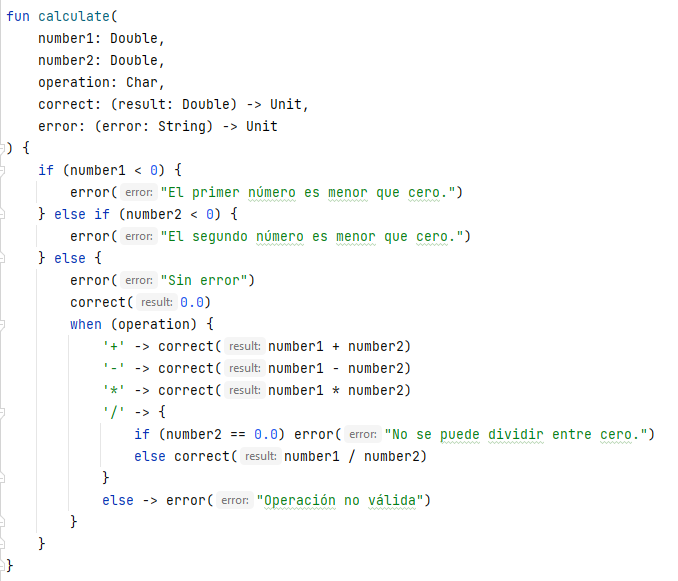 fun calculate(
    number1: Double,
    number2: Double,
    operation: Char,
    correct: (result: Double) -> Unit,
    error: (error: String) -> Unit
) {
    if (number1 < 0) {
        error( error: "El primer número es menor que cero.")
    } else if (number2 < 0) {
        error( error: "El segundo número es menor que cero.")
    } else {
        error( error: "Sin error")
        correct( result: 0.0)
        when (operation) {
            '+' -> correct( result: number1 + number2)
            '-' -> correct( result: number1 - number2)
            '*' -> correct( result: number1 * number2)
            '/' -> {
                if (number2 == 0.0) error( error: "No se puede dividir entre cero.")
                else correct( result: number1 / number2)
            }
            else -> error( error: "Operación no válida")
        }
    }
}